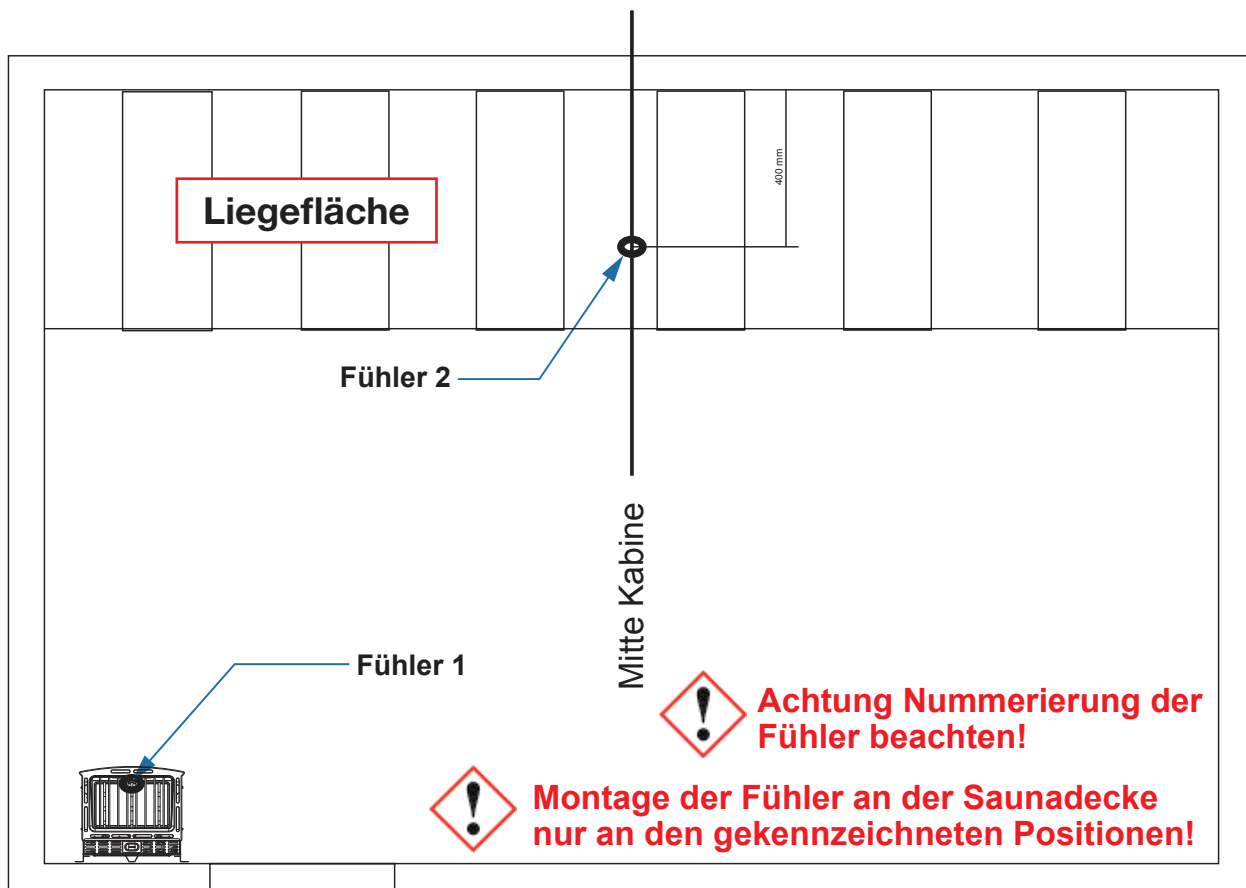 400 mm
Liegefläche
Fühler 2
Mitte Kabine
Fühler 1
Achtung Nummerierung der
Fühler beachten!
Montage der Fühler an der Saunadecke
nur an den gekennzeichneten Positionen!